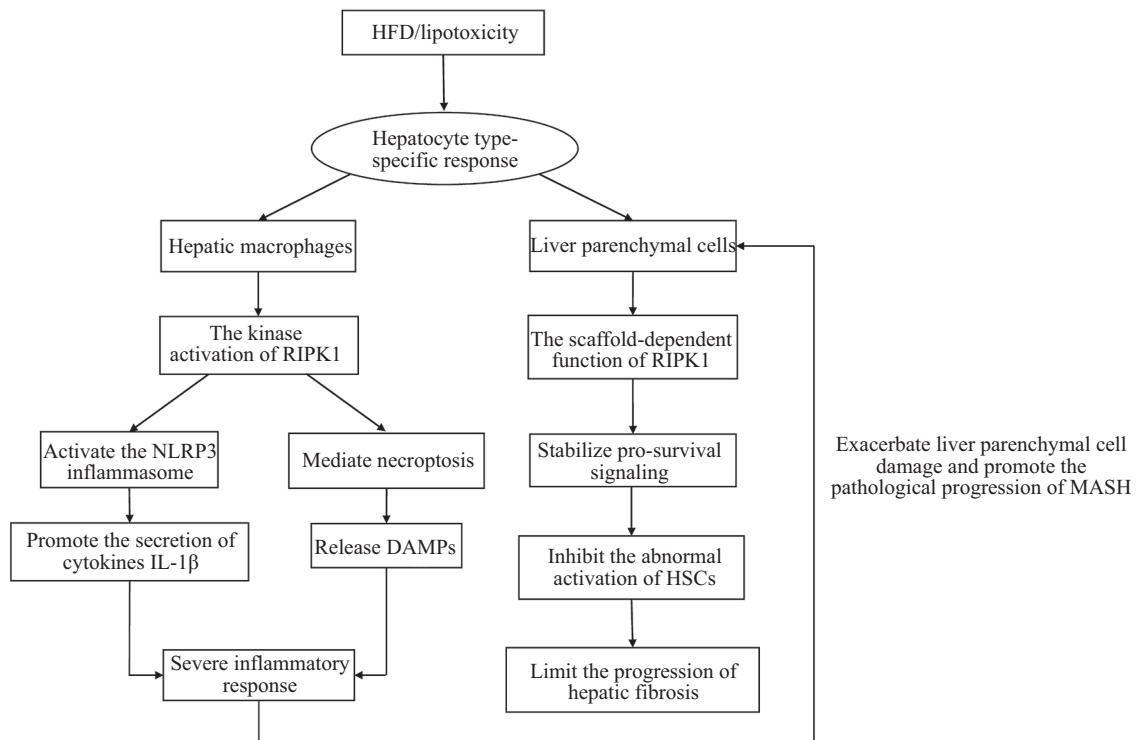 HFD/lipotoxicity
Hepatocyte type-
specific response
Hepatic macrophages
Liver parenchymal cells
The kinase
activation of RIPK1
The scaffold-dependent
function of RIPK1
Activate the NLRP3
inflammasome
Mediate necroptosis
Stabilize pro-survival
signaling
Exacerbate liver parenchymal cell
damage and promote the
pathological progression of MASH
Promote the secretion of
cytokines IL-1β
Release DAMPs
Inhibit the abnormal
activation of HSCs
Severe inflammatory
response
Limit the progression of
hepatic fibrosis